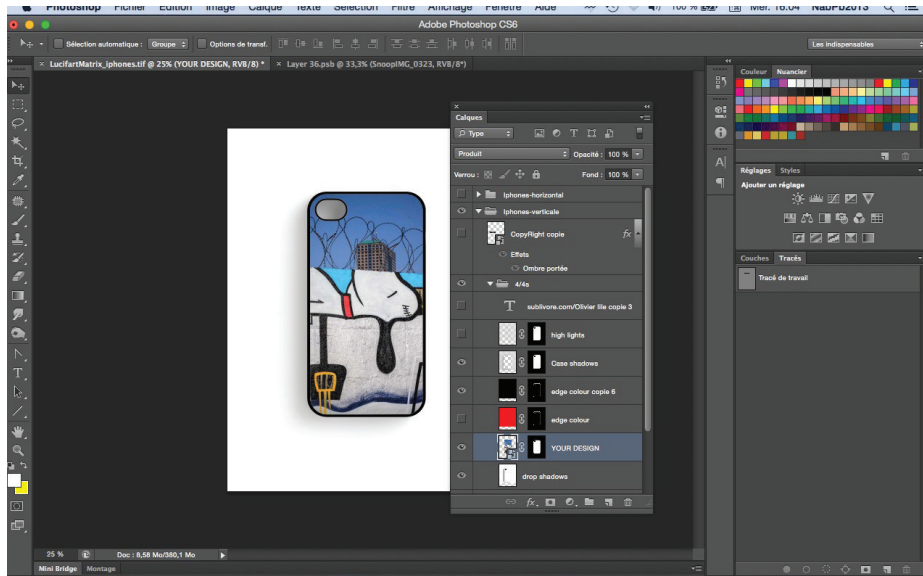 Photoshop Fichier Edition Image Calque Texte Sélection Filtre Affichage Fenêtre Aide 100 % Mer. 16:04 NabFb2013
Adobe Photoshop CS6
Sélection automatique : Groupe Options de transf. Les indispensables
× LucifartMatrix_iphones.tif @ 25% (YOUR DESIGN, RVB/8) * × Layer 36.psb @ 33,3% (SnoopIMG_0323, RVB/8*)
Couleur Nuancier
Calques
Type
Produit Opacité : 100 %
Verrou : Fond : 100 %
Iphones-horizontal
Iphones-verticale
CopyRight copie fx
Effets
Ombre portée
4/4s
T sublivore.com/Olivier lile copie 3
high lights
Case shadows
edge colour copie 6
edge colour
YOUR DESIGN
drop shadows
fx
Réglages Styles
Ajouter un réglage
Couches Tracés
Tracé de travail
25 % Doc : 8,58 Mo/380,1 Mo
Mini Bridge Montage